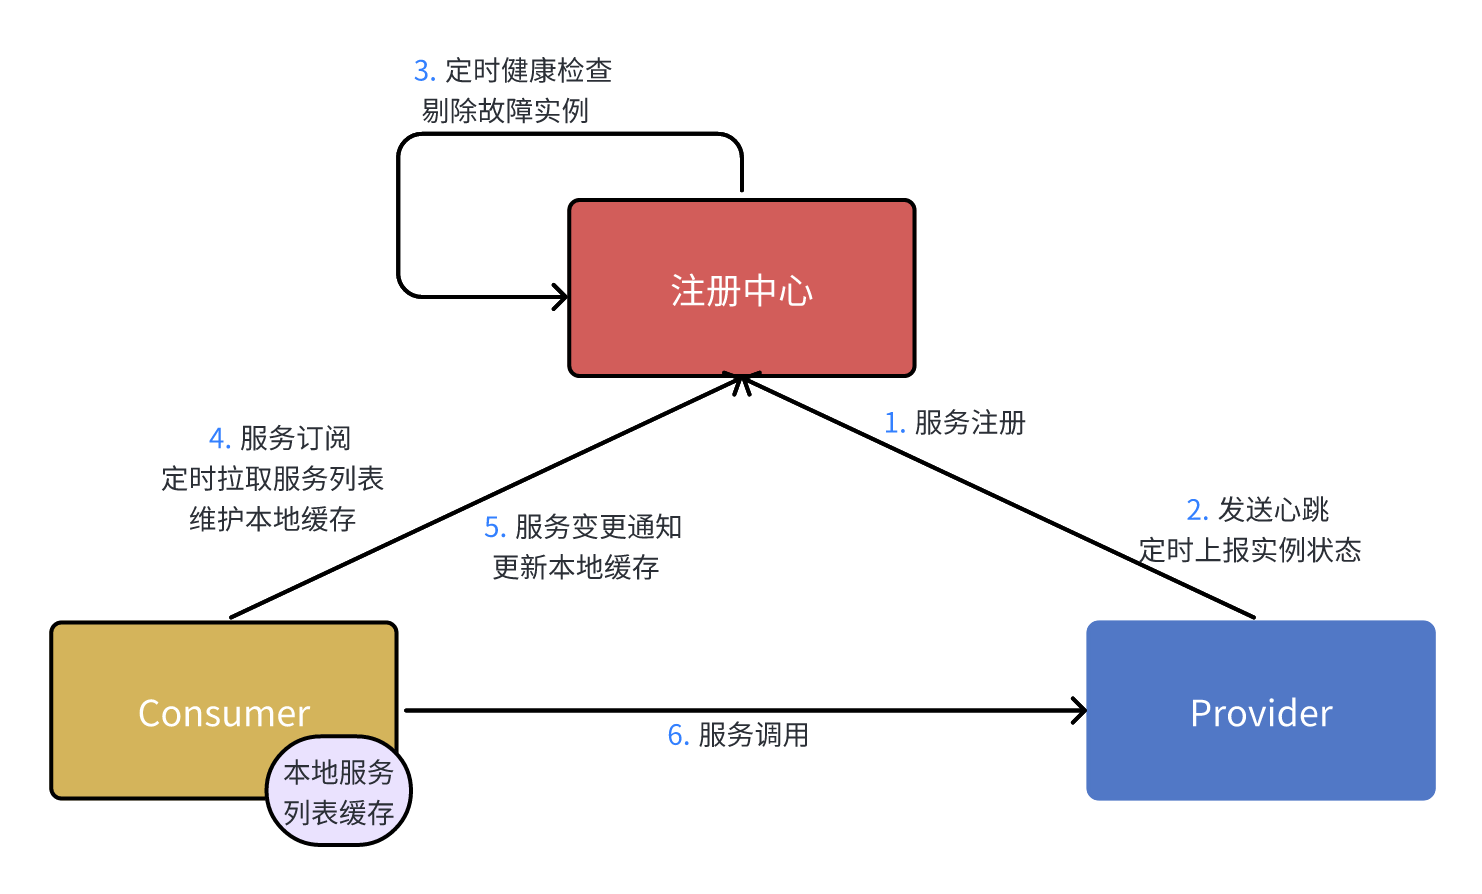 3. 定时健康检查
剔除故障实例
注册中心
1. 服务注册
4. 服务订阅
定时拉取服务列表
维护本地缓存
2. 发送心跳
定时上报实例状态
5. 服务变更通知
更新本地缓存
Consumer
Provider
6. 服务调用
本地服务
列表缓存